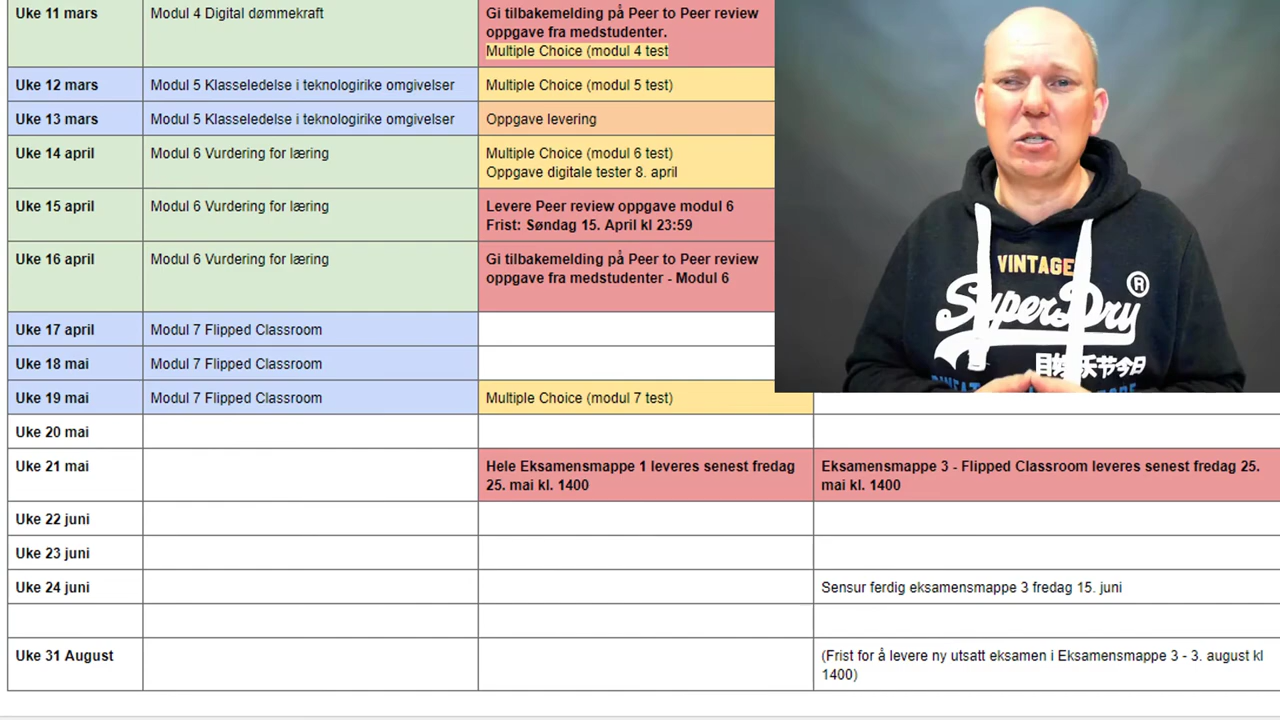 Uke 11 mars
Modul 4 Digital dømmekraft
Gi tilbakemelding på Peer to Peer review
oppgave fra medstudenter.
Multiple Choice (modul 4 test
Uke 12 mars
Modul 5 Klasseledelse i teknologirike omgivelser
Multiple Choice (modul 5 test)
Uke 13 mars
Modul 5 Klasseledelse i teknologirike omgivelser
Oppgave levering
Uke 14 april
Modul 6 Vurdering for læring
Multiple Choice (modul 6 test)
Oppgave digitale tester 8. april
Uke 15 april
Modul 6 Vurdering for læring
Levere Peer review oppgave modul 6
Frist: Søndag 15. April kl 23:59
Uke 16 april
Modul 6 Vurdering for læring
Gi tilbakemelding på Peer to Peer review
oppgave fra medstudenter - Modul 6
Uke 17 april
Modul 7 Flipped Classroom
Uke 18 mai
Modul 7 Flipped Classroom
Uke 19 mai
Modul 7 Flipped Classroom
Multiple Choice (modul 7 test)
Uke 20 mai
Uke 21 mai
Hele Eksamensmappe 1 leveres senest fredag
25. mai kl. 1400
Eksamensmappe 3 - Flipped Classroom leveres senest fredag 25.
mai kl. 1400
Uke 22 juni
Uke 23 juni
Uke 24 juni
Sensur ferdig eksamensmappe 3 fredag 15. juni
Uke 31 August
(Frist for å levere ny utsatt eksamen i Eksamensmappe 3 - 3. august kl
1400)
VINTAGE
SuperDry
®